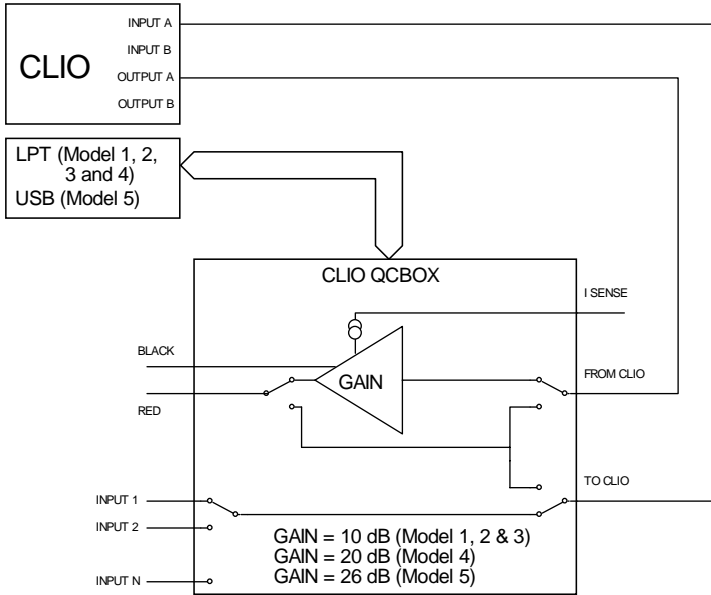 INPUT A
INPUT B
CLIO
OUTPUT A
OUTPUT B
LPT (Model 1, 2,
3 and 4)
USB (Model 5)
CLIO QCBOX
I SENSE
BLACK
GAIN
FROM CLIO
RED
TO CLIO
INPUT 1
INPUT 2
INPUT N
GAIN = 10 dB (Model 1, 2 & 3)
GAIN = 20 dB (Model 4)
GAIN = 26 dB (Model 5)